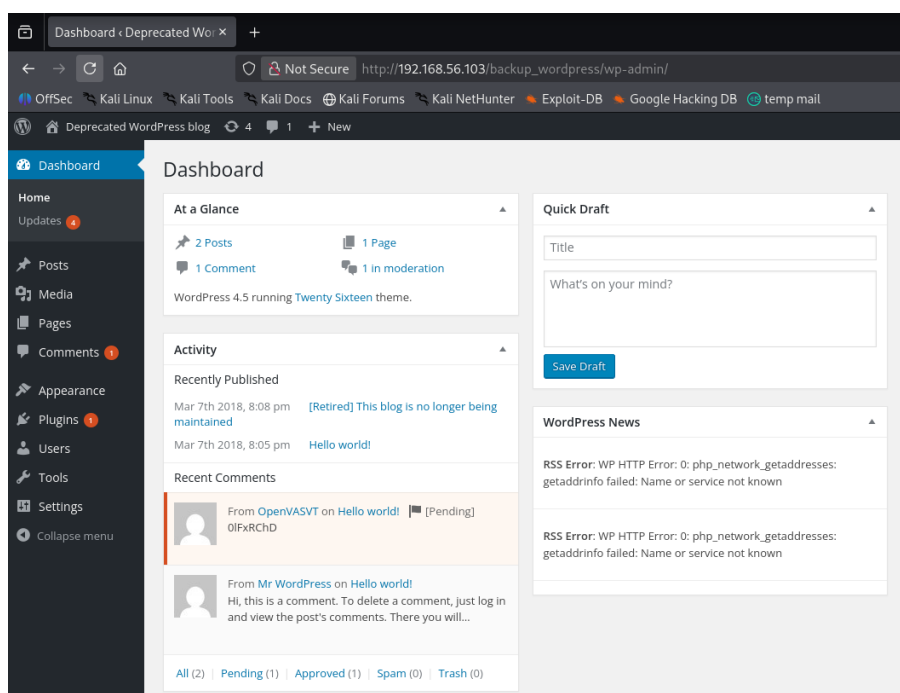 Dashboard ‹ Deprecated Wor ×
Not Secure http://192.168.56.103/backup_wordpress/wp-admin/
OffSec Kali Linux Kali Tools Kali Docs Kali Forums Kali NetHunter Exploit-DB Google Hacking DB temp mail
Deprecated WordPress blog 4 1 + New
Dashboard
Home
Updates 4
Posts
Media
Pages
Comments 1
Appearance
Plugins 1
Users
Tools
Settings
Collapse menu
Dashboard
At a Glance
2 Posts 1 Page
1 Comment 1 in moderation
WordPress 4.5 running Twenty Sixteen theme.
Activity
Recently Published
Mar 7th 2018, 8:08 pm [Retired] This blog is no longer being
maintained
Mar 7th 2018, 8:05 pm Hello world!
Recent Comments
From OpenVASVT on Hello world! [Pending]
0lFxRChD
From Mr WordPress on Hello world!
Hi, this is a comment. To delete a comment, just log in
and view the post's comments. There you will...
All (2) | Pending (1) | Approved (1) | Spam (0) | Trash (0)
Quick Draft
Title
What's on your mind?
Save Draft
WordPress News
RSS Error: WP HTTP Error: 0: php_network_getaddresses:
getaddrinfo failed: Name or service not known
RSS Error: WP HTTP Error: 0: php_network_getaddresses:
getaddrinfo failed: Name or service not known